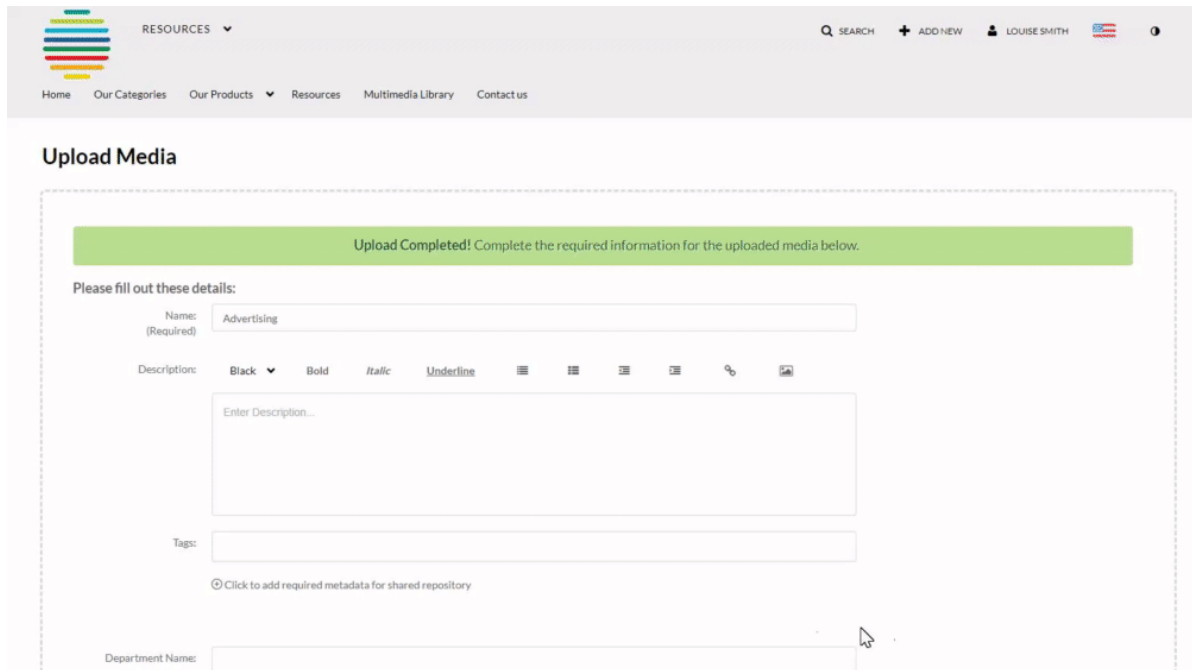 RESOURCES
SEARCH ADD NEW LOUISE SMITH
Home Our Categories Our Products Resources Multimedia Library Contact us
Upload Media
Upload Completed! Complete the required information for the uploaded media below.
Please fill out these details:
Name: Advertising
(Required)
Description: Black Bold Italic Underline
Enter Description...
Tags:
Click to add required metadata for shared repository
Department Name: